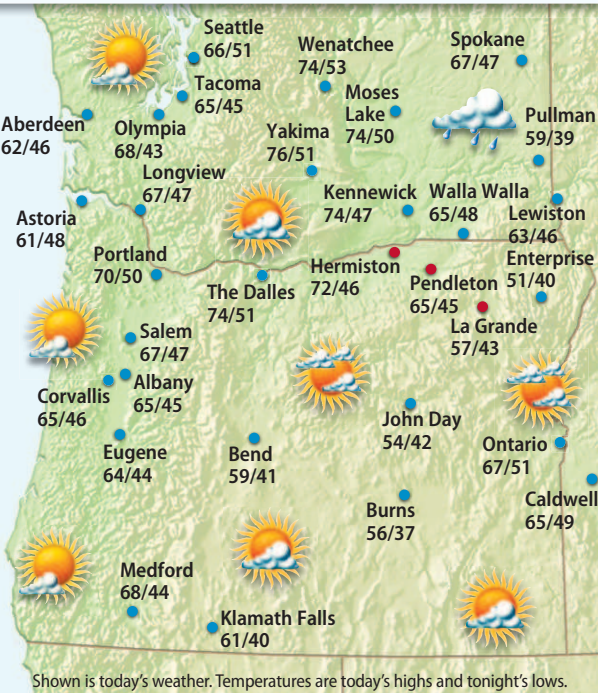 Seattle
66/51
Wenatchee
74/53
Spokane
67/47
Tacoma
65/45
Moses
Lake
74/50
Aberdeen
62/46
Olympia
68/43
Yakima
76/51
Pullman
59/39
Longview
67/47
Kennewick
74/47
Walla Walla
65/48
Lewiston
63/46
Astoria
61/48
Portland
70/50
The Dalles
74/51
Hermiston
72/46
Pendleton
65/45
Enterprise
51/40
La Grande
57/43
Salem
67/47
Albany
65/45
Corvallis
65/46
Eugene
64/44
Bend
59/41
John Day
54/42
Ontario
67/51
Burns
56/37
Caldwell
65/49
Medford
68/44
Klamath Falls
61/40
Shown is today's weather. Temperatures are today's highs and tonight's lows.